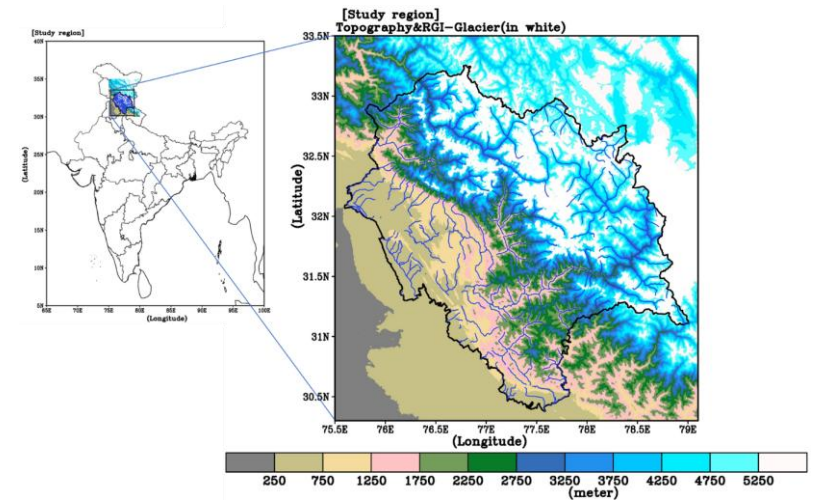 [Study region]
40N
35N
30N
25N
20N
15N
10N
5N
(Latitude)
65E 70E 75E 80E 85E 90E 95E 100E
(Longitude)
[Study region]
Topography&RGI-Glacier(in white)
33.5N
33N
32.5N
32N
31.5N
31N
30.5N
(Latitude)
75.5E 76E 76.5E 77E 77.5E 78E 78.5E 79E
(Longitude)
250 750 1250 1750 2250 2750 3250 3750 4250 4750 5250
(meter)